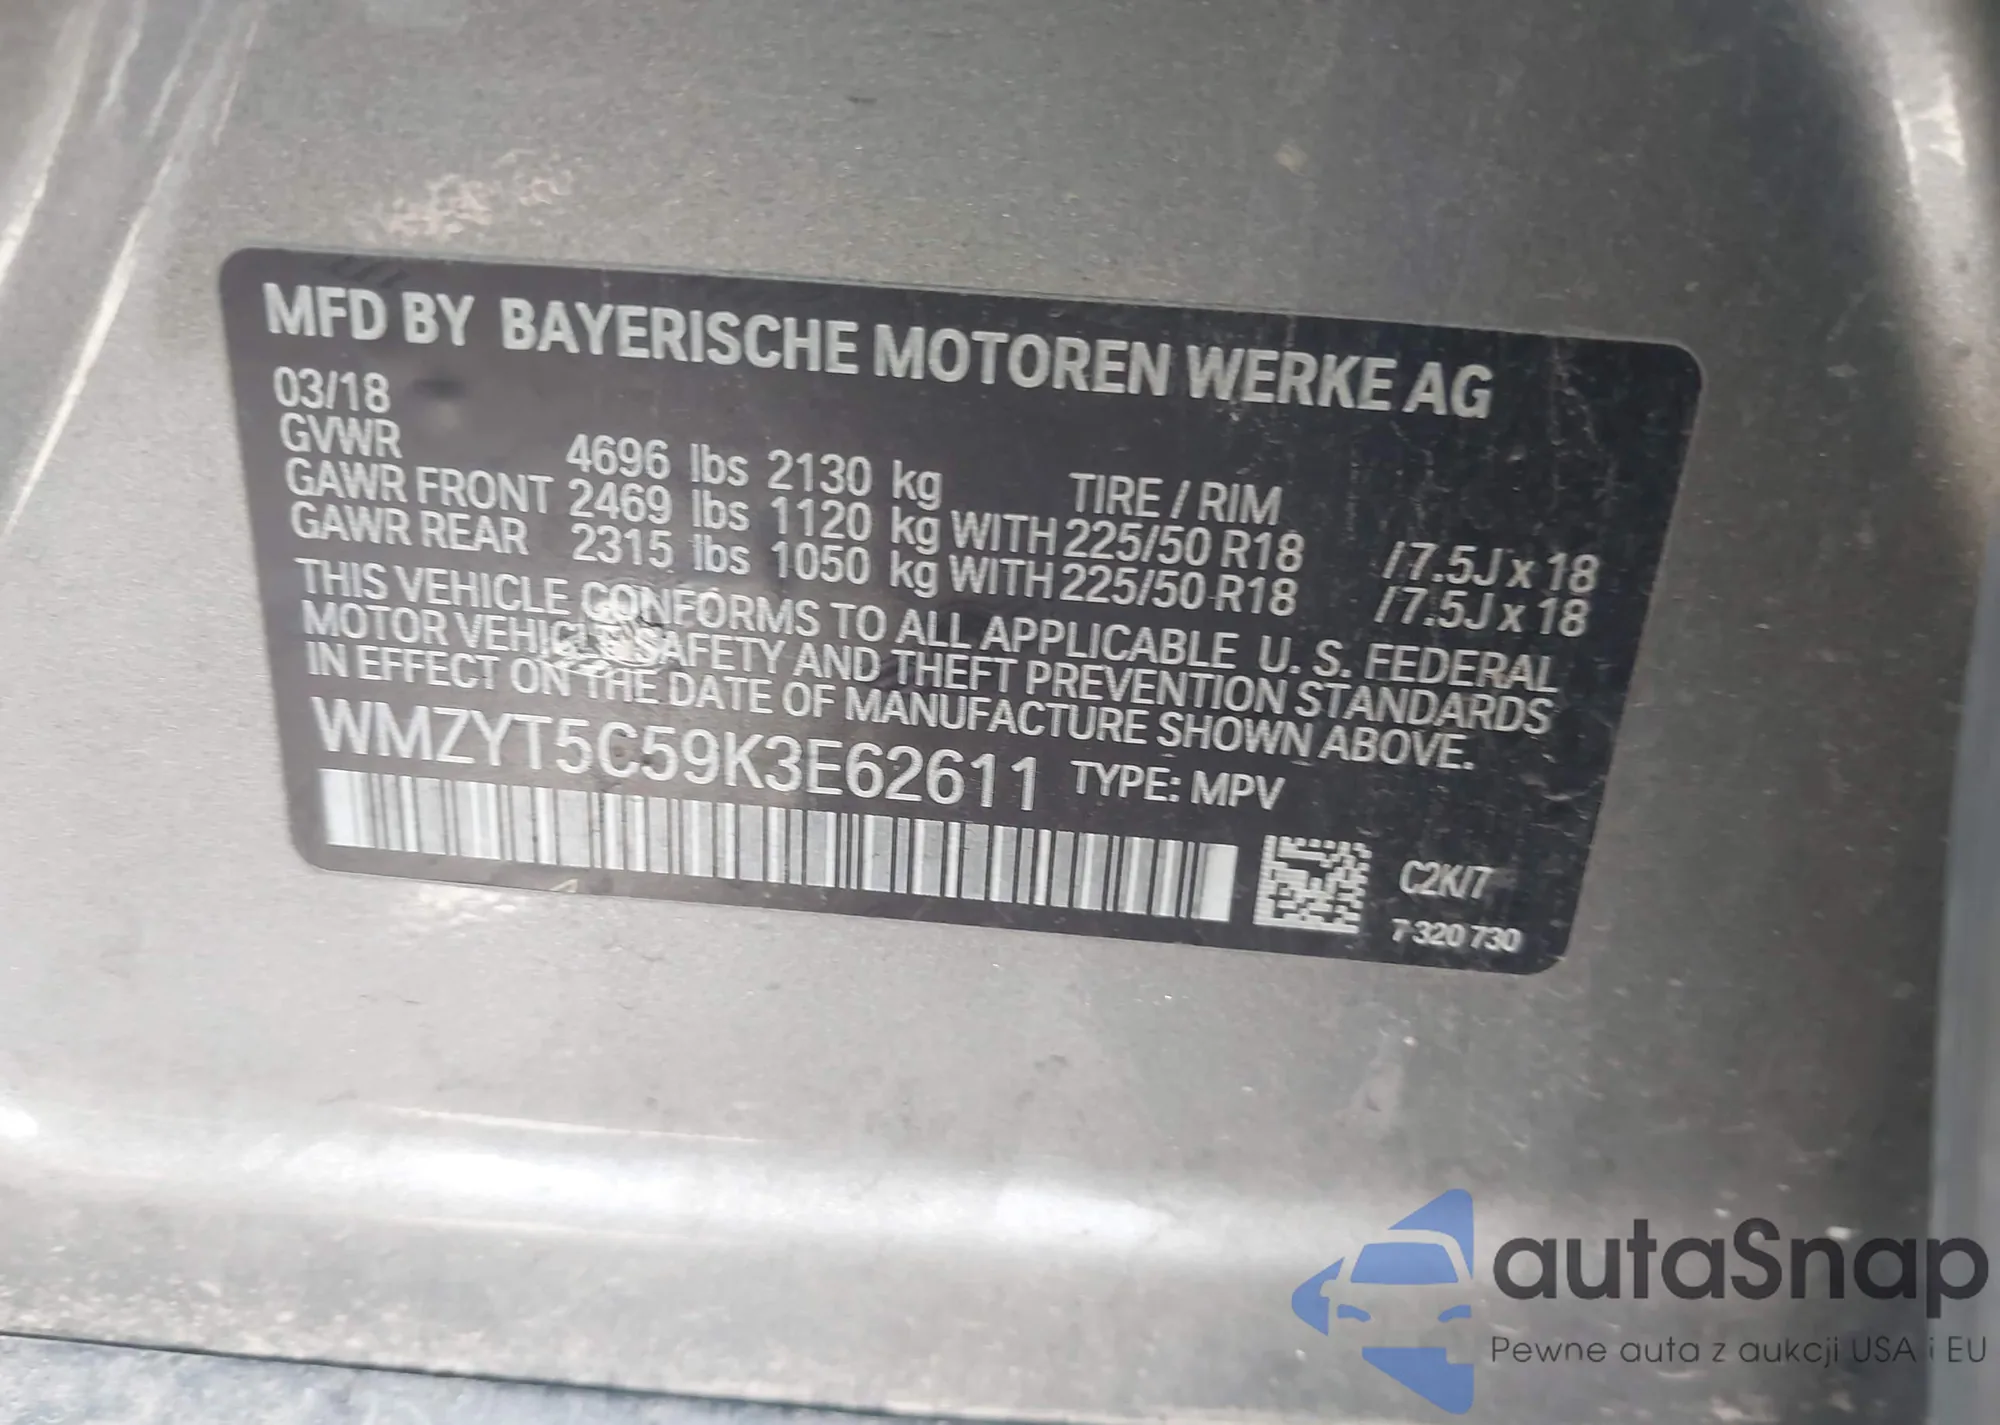 MFD BY BAYERISCHE MOTOREN WERKE AG
03/18
GVWR 4696 lbs 2130 kg TIRE / RIM
GAWR FRONT 2469 lbs 1120 kg WITH 225/50 R18 / 7.5J x 18
GAWR REAR 2315 lbs 1050 kg WITH 225/50 R18 / 7.5J x 18
THIS VEHICLE CONFORMS TO ALL APPLICABLE U. S. FEDERAL
MOTOR VEHICLE SAFETY AND THEFT PREVENTION STANDARDS
IN EFFECT ON THE DATE OF MANUFACTURE SHOWN ABOVE.
WMZYT5C59K3E62611 TYPE: MPV
C2K/7
7 320 730
autaSnap
Pewne auta z aukcji USA i EU